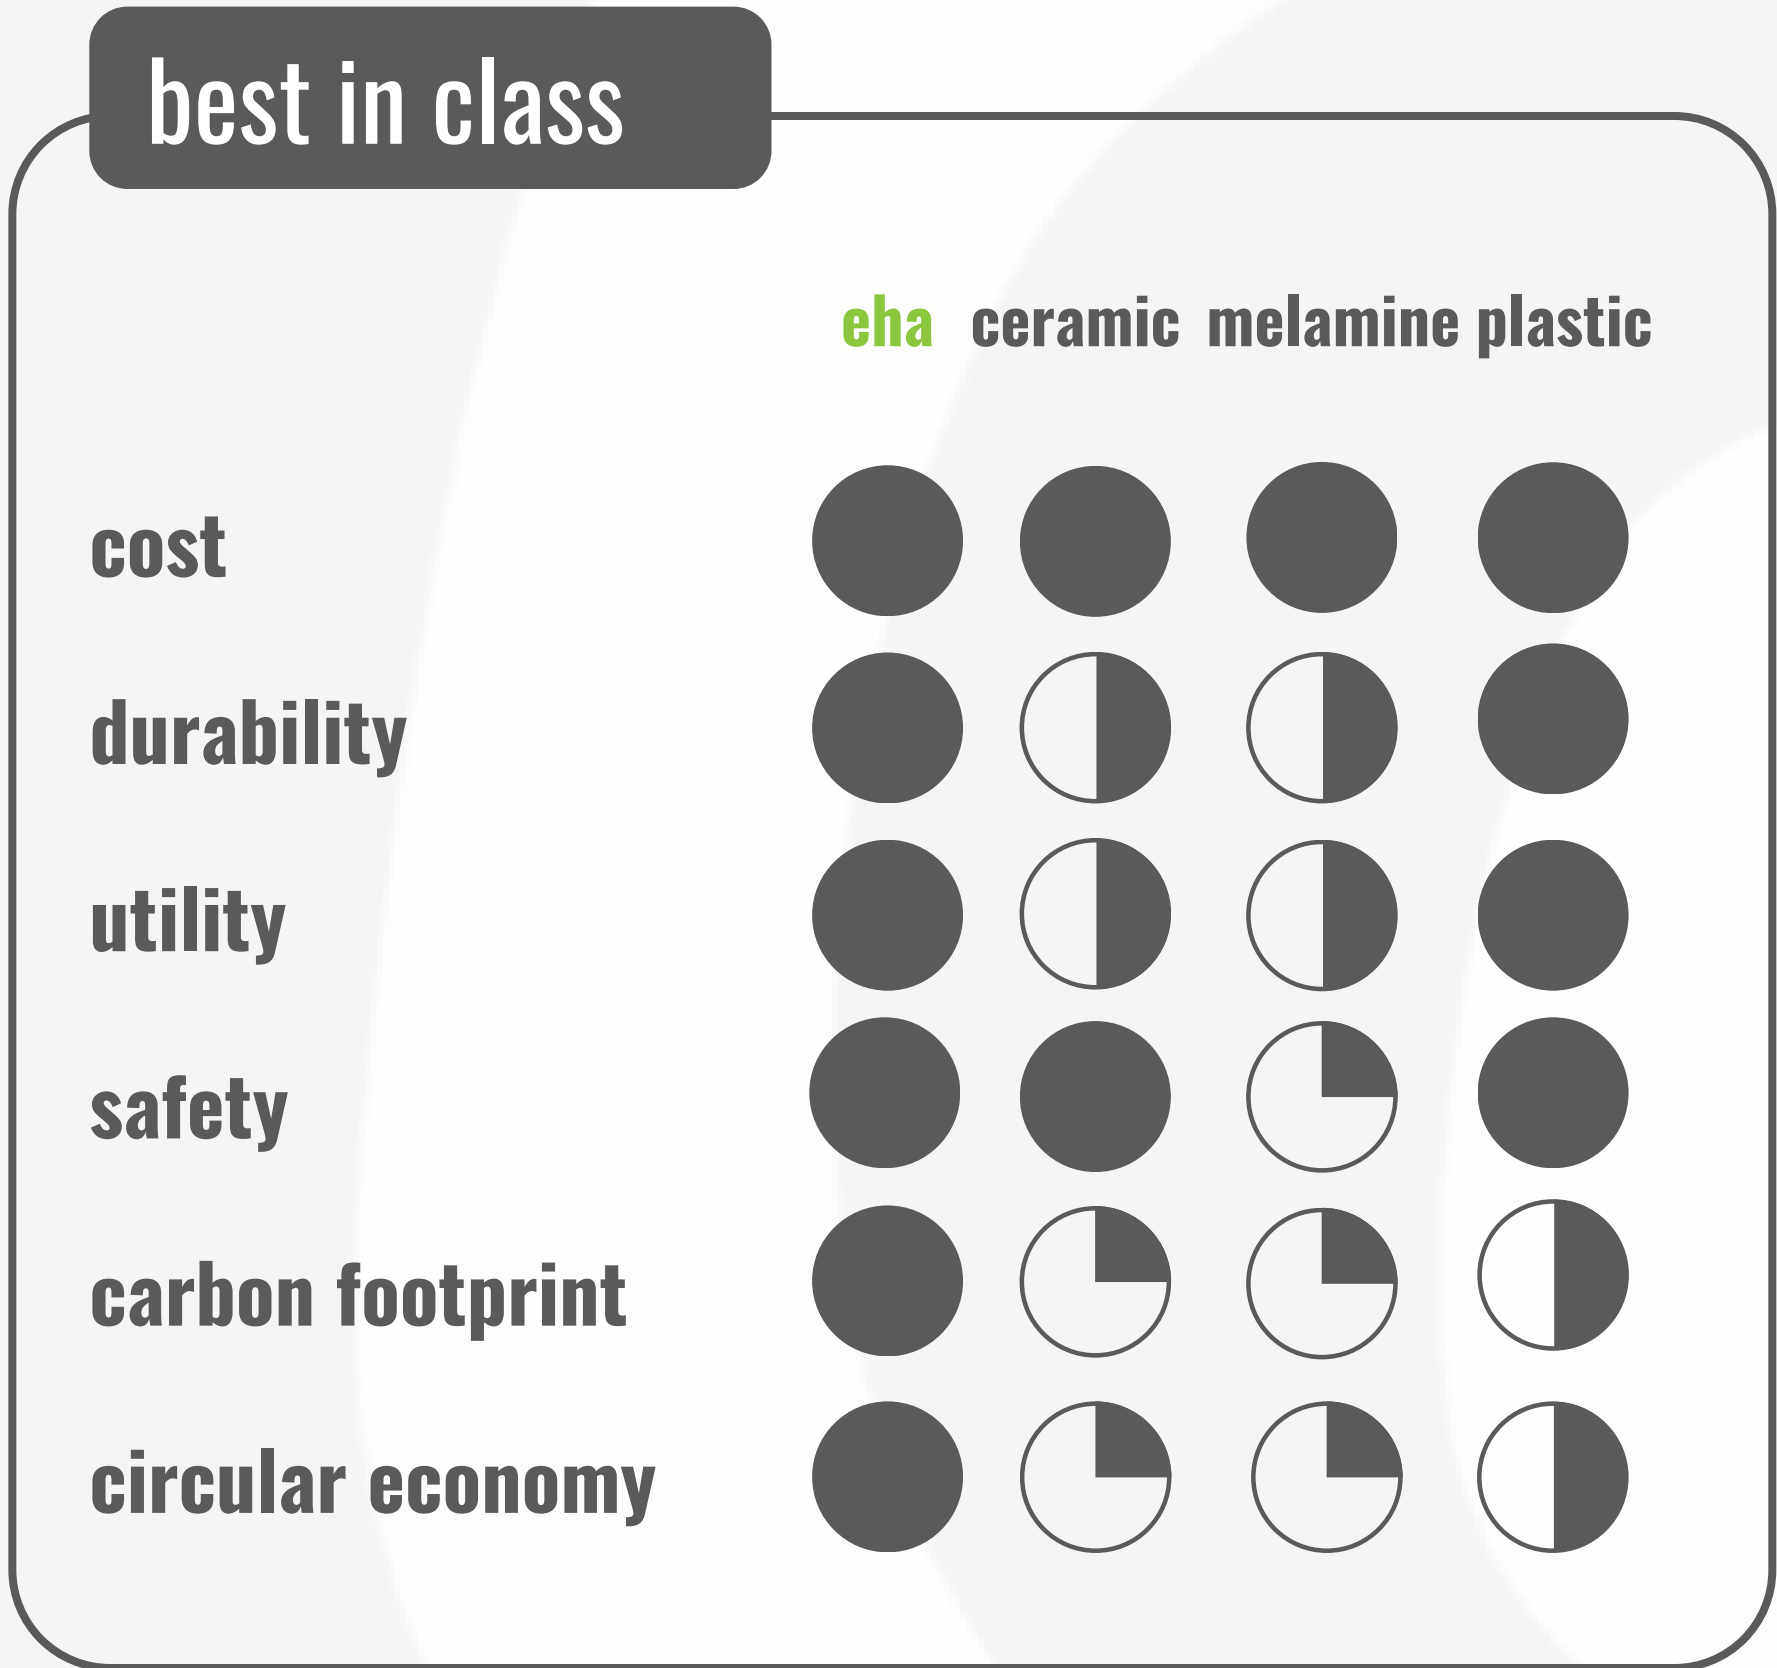 best in class
eha ceramic melamine plastic
cost
durability
utility
safety
carbon footprint
circular economy